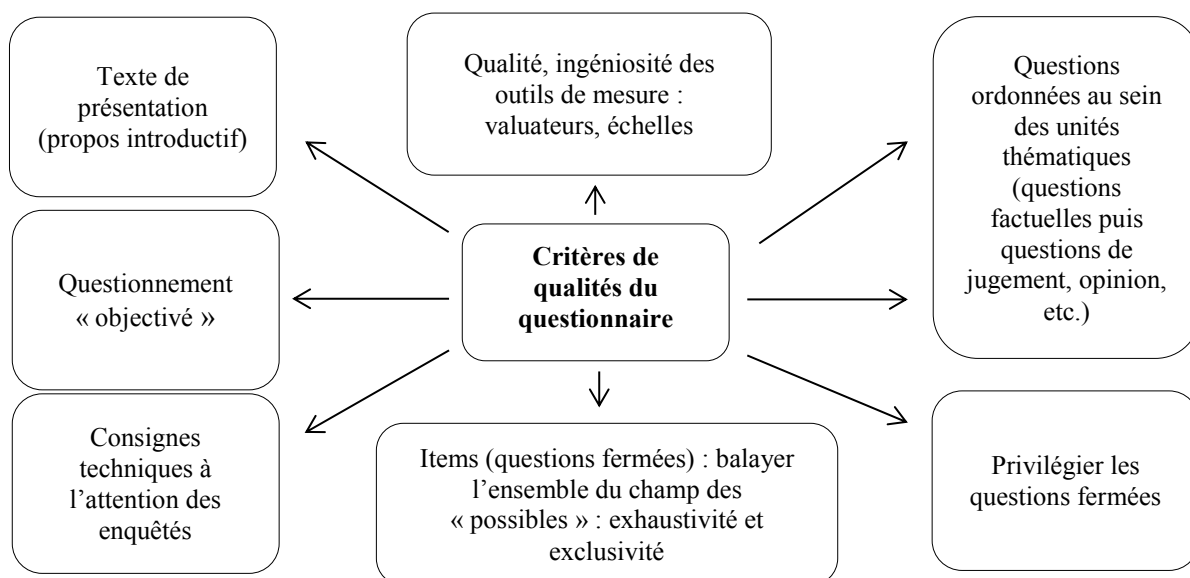 Texte de
présentation
(propos introductif)
Qualité, ingéniosité des
outils de mesure :
valuateurs, échelles
Questions
ordonnées au sein
des unités
thématiques
(questions
factuelles puis
questions de
jugement, opinion,
etc.)
Questionnement
« objectivé »
Critères de
qualités du
questionnaire
Consignes
techniques à
l’attention des
enquêtés
Items (questions fermées) : balayer
l’ensemble du champ des
« possibles » : exhaustivité et
exclusivité
Privilégier les
questions fermées